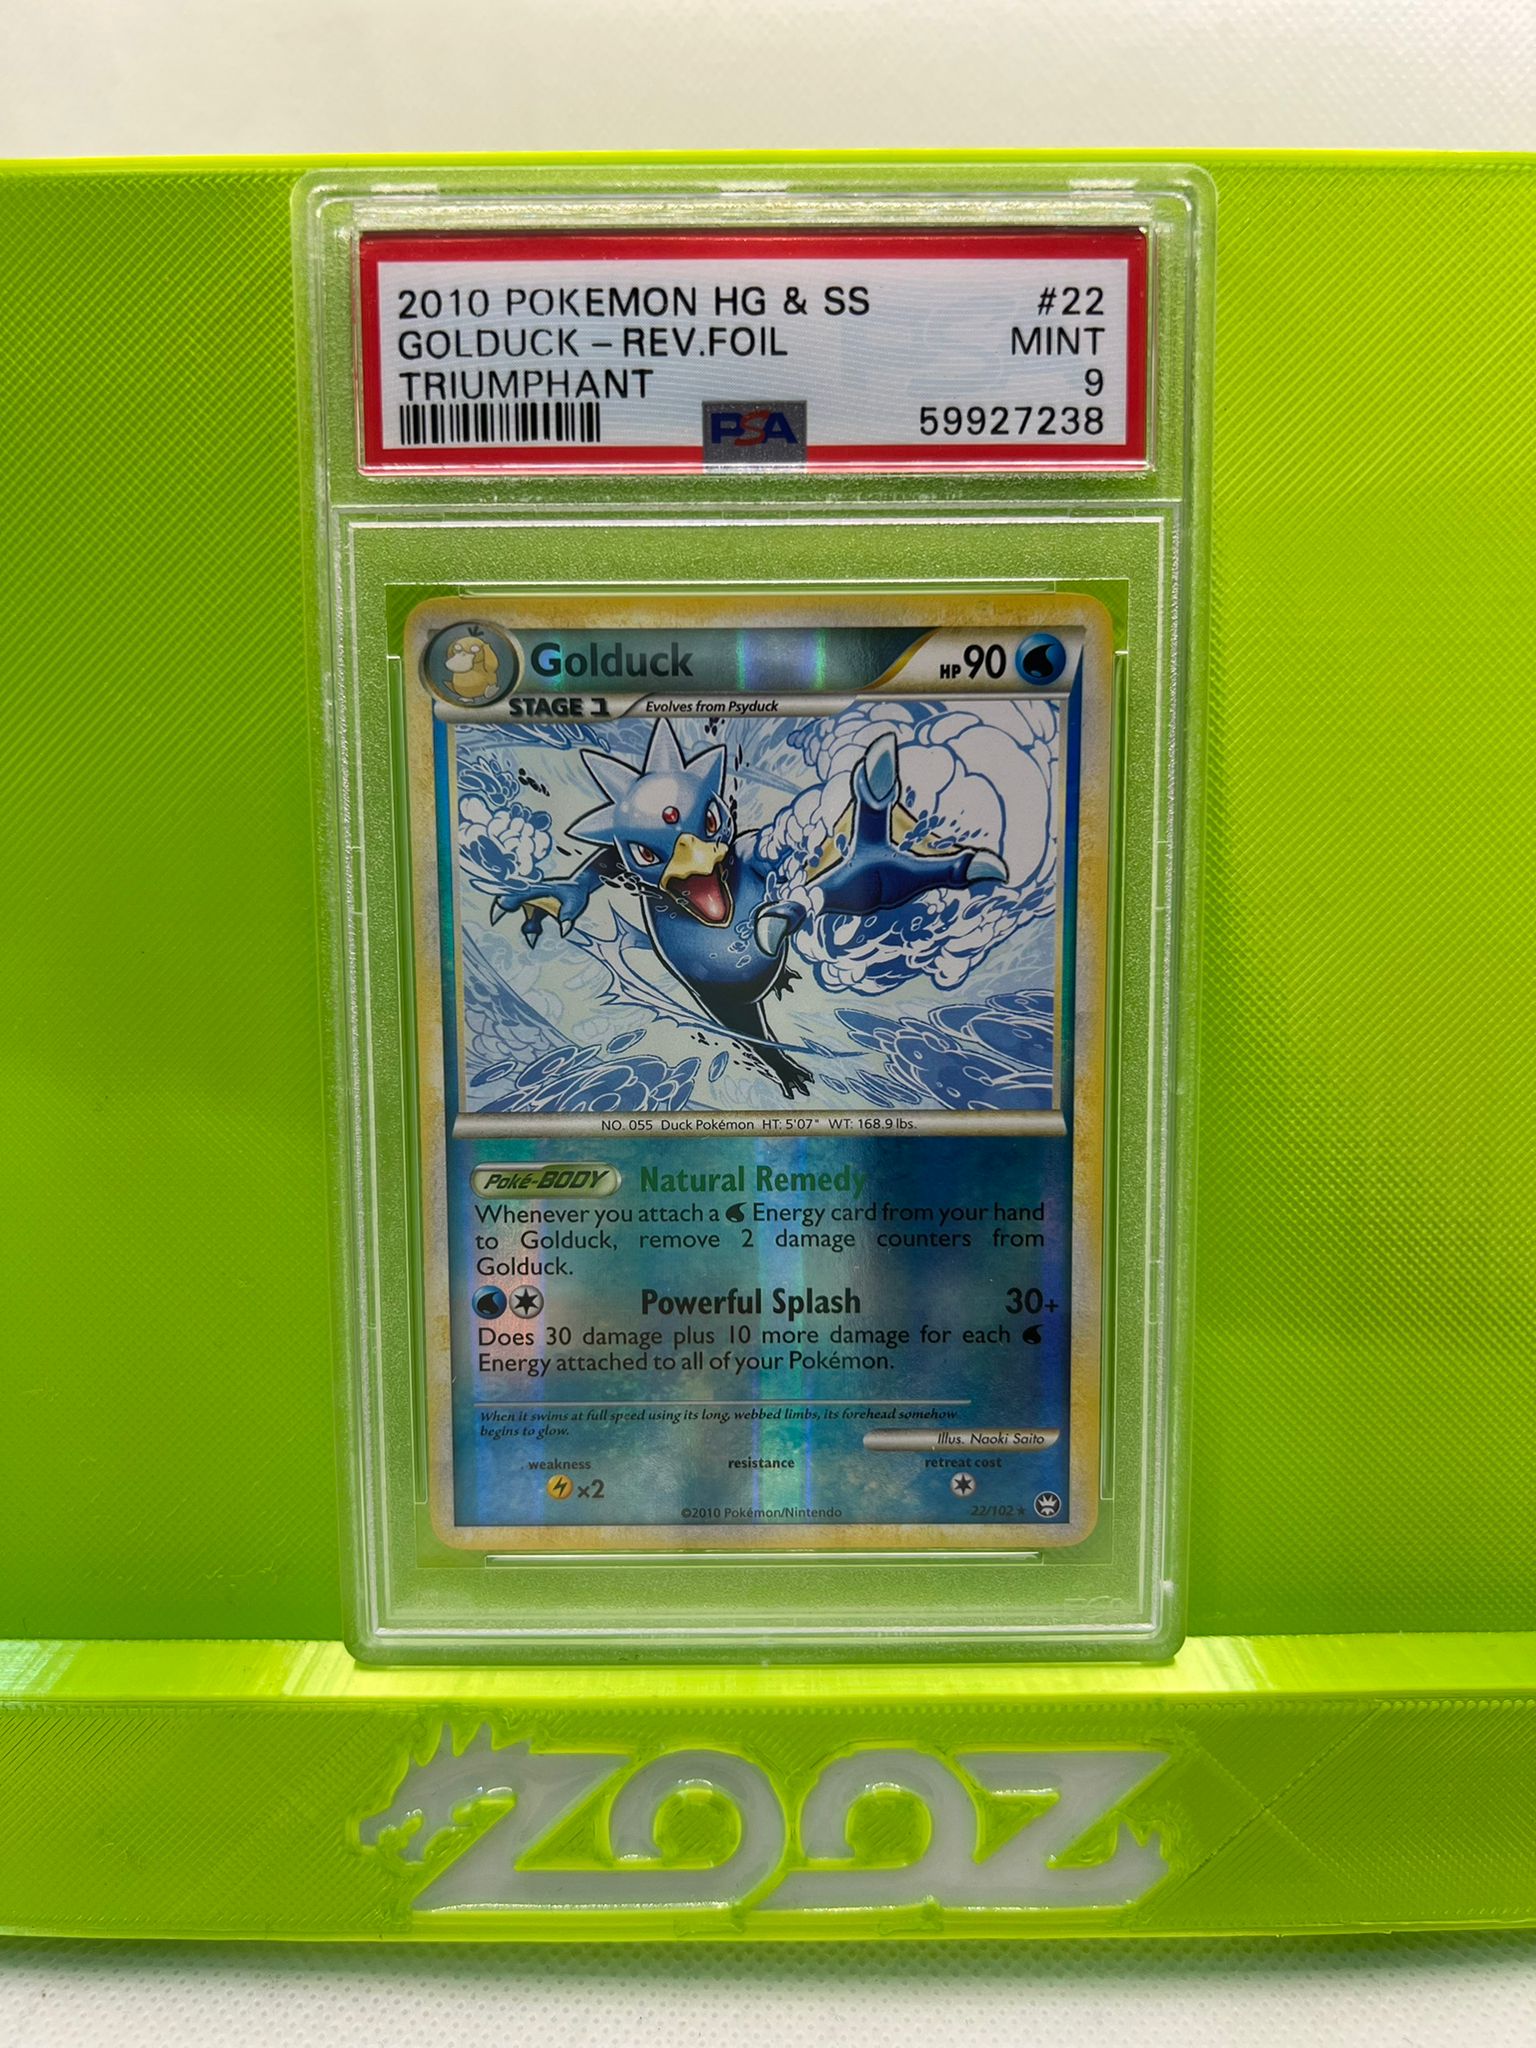 2010 POKEMON HG & SS #22
GOLDUCK - REV.FOIL MINT
TRIUMPHANT 9
PSA 59927238
Golduck HP 90
STAGE 1 Evolves from Psyduck
NO. 055 Duck Pokémon HT: 5'07" WT: 168.9 lbs.
Poké-BODY Natural Remedy
Whenever you attach a Energy card from your hand
to Golduck, remove 2 damage counters from
Golduck.
Powerful Splash 30+
Does 30 damage plus 10 more damage for each
Energy attached to all of your Pokémon.
When it swims at full speed using its long, webbed limbs, its forehead somehow
begins to glow.
Illus. Naoki Saito
weakness resistance retreat cost
x2
©2010 Pokémon/Nintendo 22/102 ★
ZOOZ